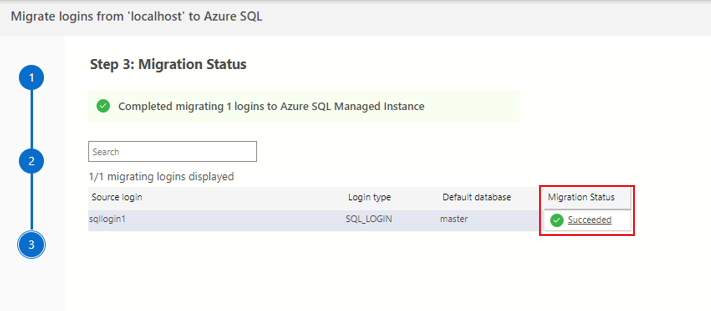 Migrate logins from 'localhost' to Azure SQL
Step 3: Migration Status
1
Completed migrating 1 logins to Azure SQL Managed Instance
Search
2
1/1 migrating logins displayed
Source login Login type Default database Migration Status
sqllogin1 SQL_LOGIN master Succeeded
3